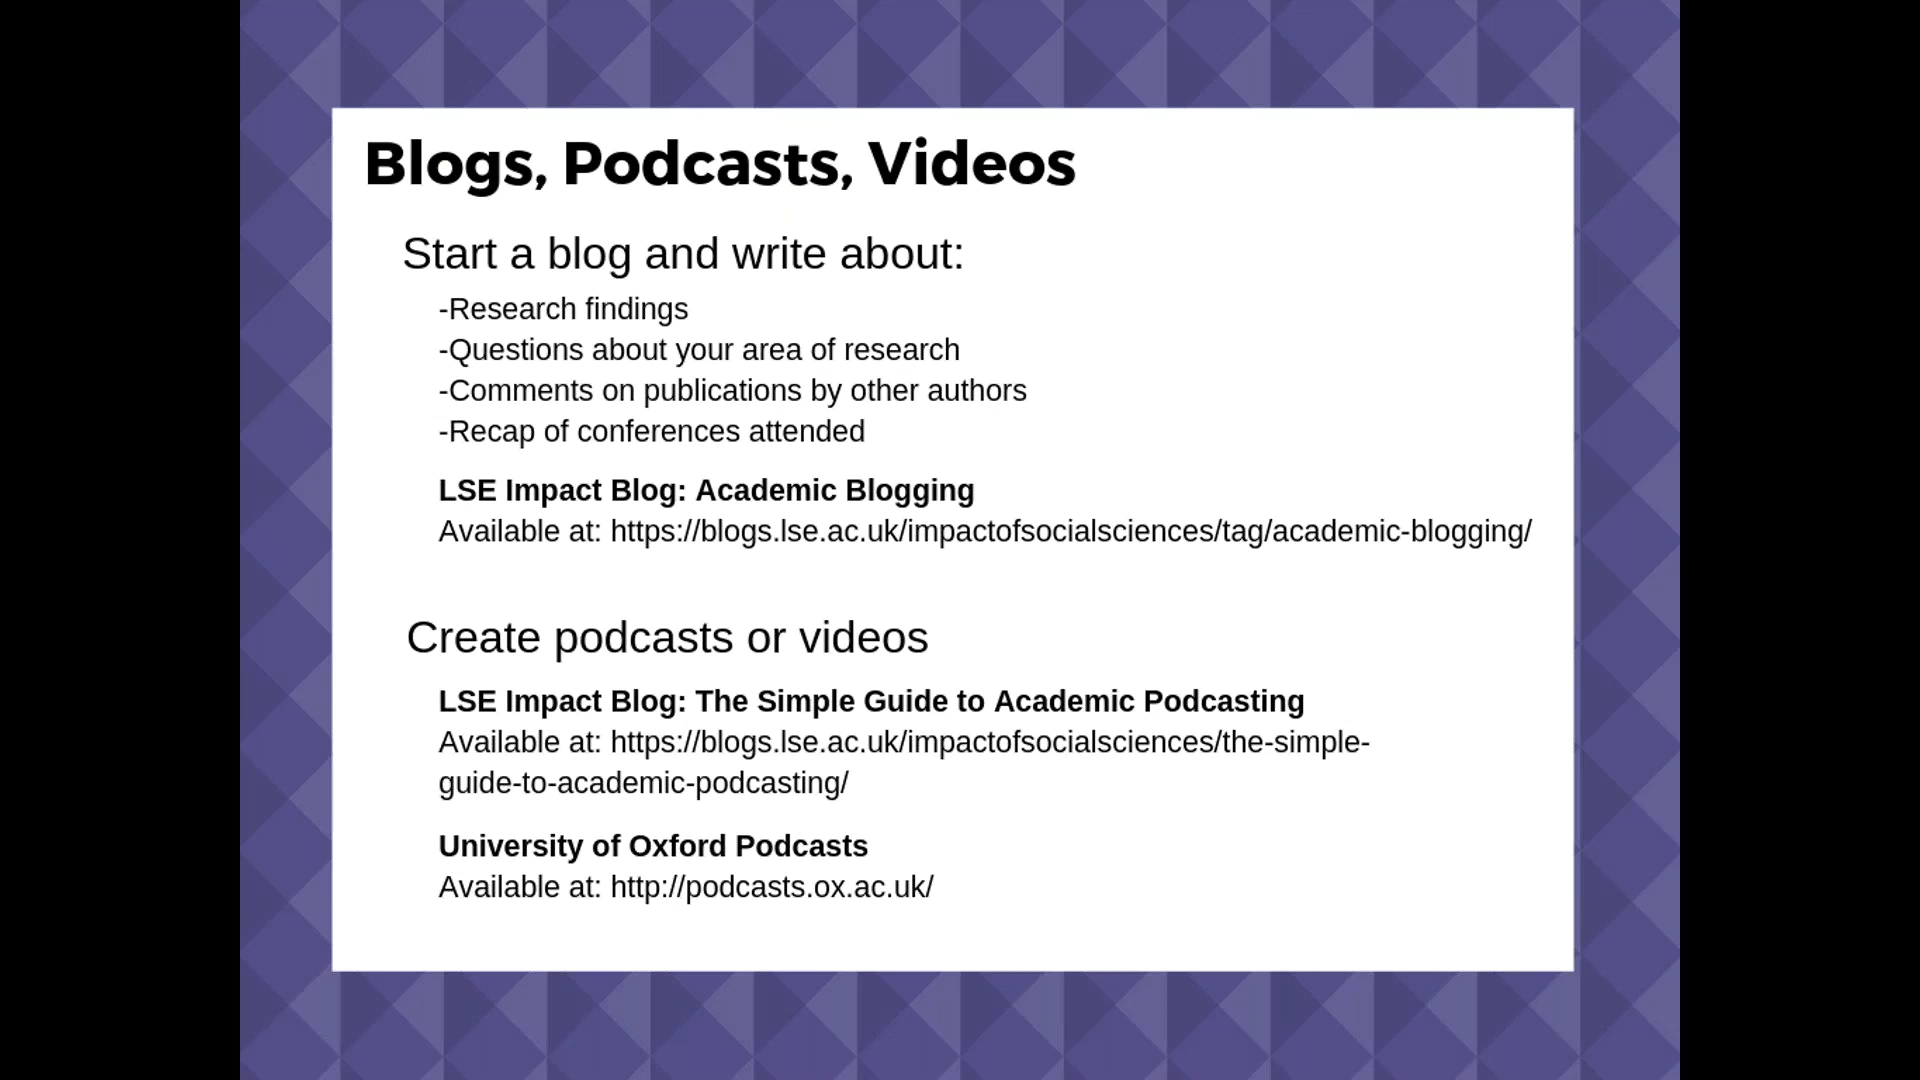 Blogs, Podcasts, Videos
Start a blog and write about:
-Research findings
-Questions about your area of research
-Comments on publications by other authors
-Recap of conferences attended
LSE Impact Blog: Academic Blogging
Available at: https://blogs.lse.ac.uk/impactofsocialsciences/tag/academic-blogging/
Create podcasts or videos
LSE Impact Blog: The Simple Guide to Academic Podcasting
Available at: https://blogs.lse.ac.uk/impactofsocialsciences/the-simple-
guide-to-academic-podcasting/
University of Oxford Podcasts
Available at: http://podcasts.ox.ac.uk/